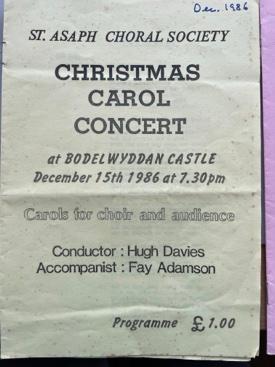 Dec. 1986
ST. ASAPH CHORAL SOCIETY
CHRISTMAS
CAROL
CONCERT
at BODELWYDDAN CASTLE
December 15th 1986 at 7.30pm
Carols for choir and audience
Conductor : Hugh Davies
Accompanist : Fay Adamson
Programme £1.00